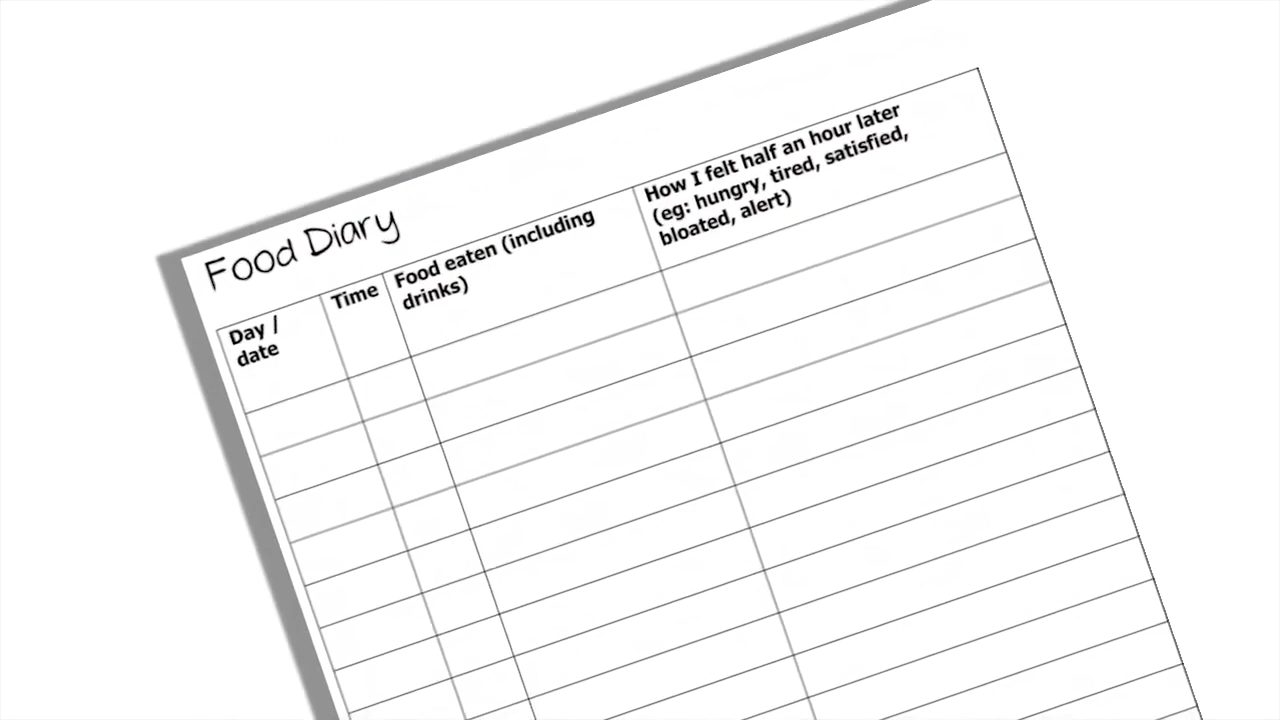 Food Diary
Day /
date
Time
Food eaten (including
drinks)
How I felt half an hour later
(eg: hungry, tired, satisfied,
bloated, alert)